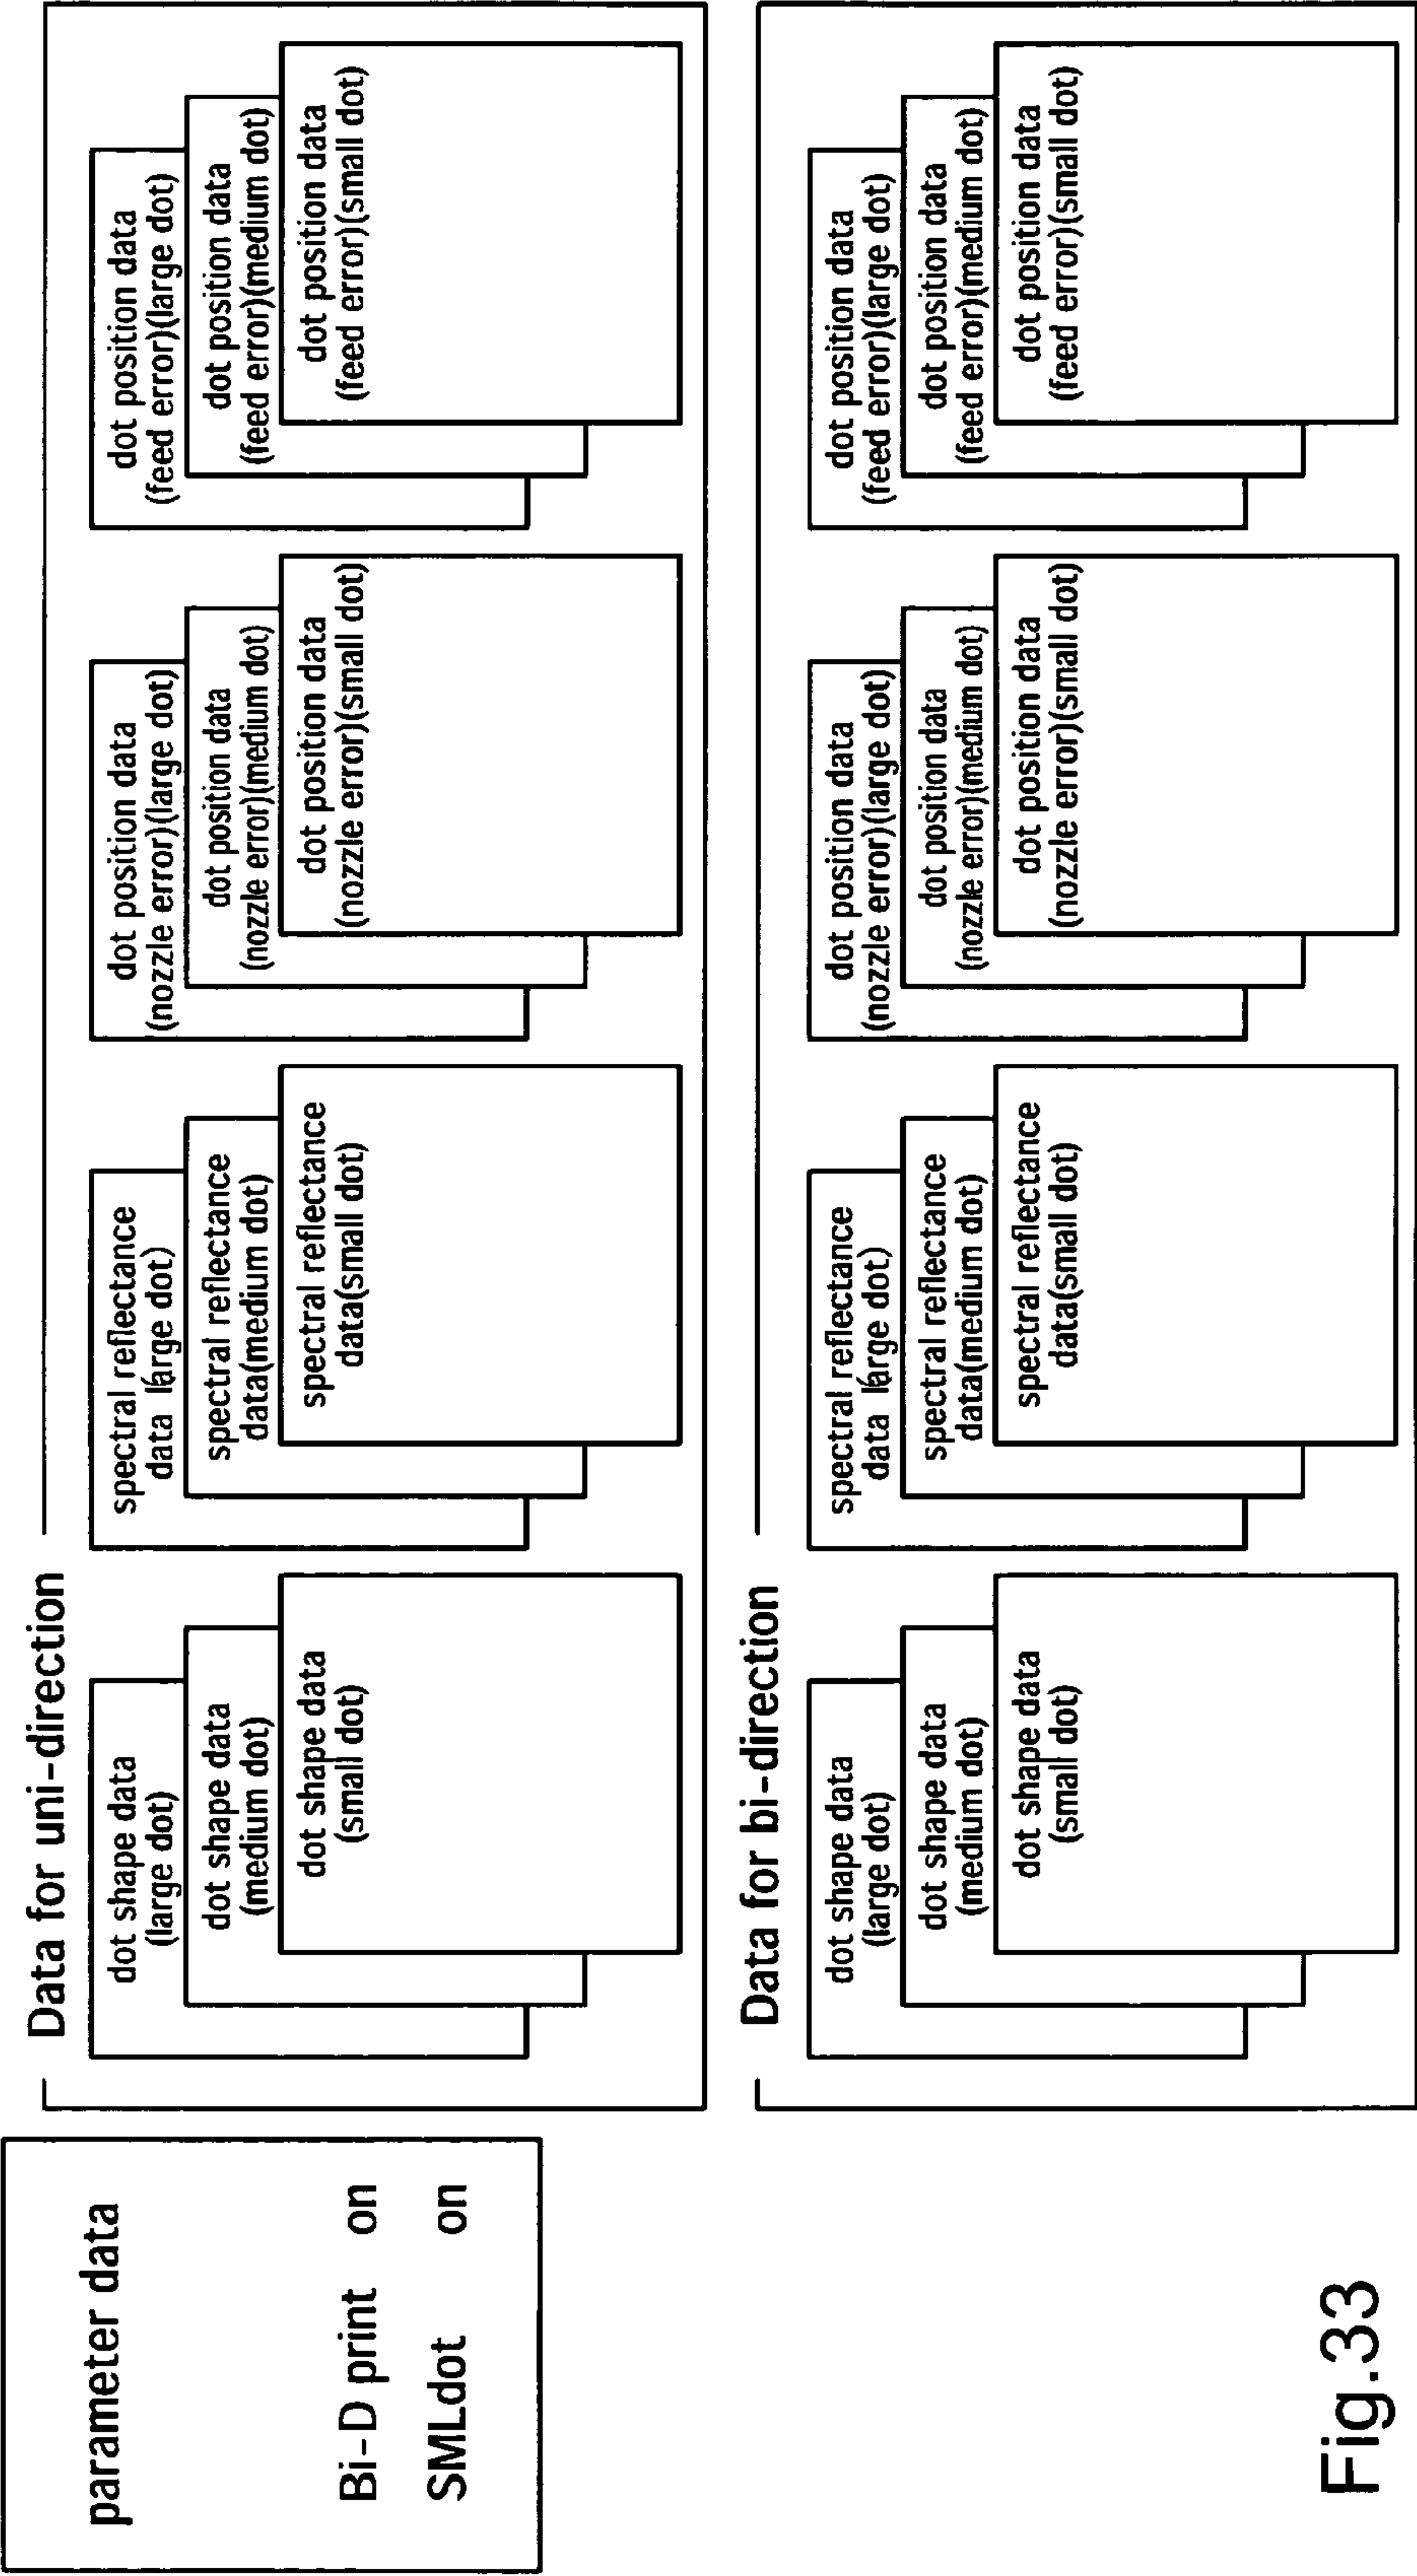 parameter data
Bi-D print on
SMLdot on
Data for uni-direction
dot shape data
(large dot)
dot shape data
(medium dot)
dot shape data
(small dot)
spectral reflectance
data (large dot)
spectral reflectance
data(medium dot)
spectral reflectance
data(small dot)
dot position data
(nozzle error)(large dot)
dot position data
(nozzle error)(medium dot)
dot position data
(nozzle error)(small dot)
dot position data
(feed error)(large dot)
dot position data
(feed error)(medium dot)
dot position data
(feed error)(small dot)
Data for bi-direction
dot shape data
(large dot)
dot shape data
(medium dot)
dot shape data
(small dot)
spectral reflectance
data (large dot)
spectral reflectance
data(medium dot)
spectral reflectance
data(small dot)
dot position data
(nozzle error)(large dot)
dot position data
(nozzle error)(medium dot)
dot position data
(nozzle error)(small dot)
dot position data
(feed error)(large dot)
dot position data
(feed error)(medium dot)
dot position data
(feed error)(small dot)
Fig.33